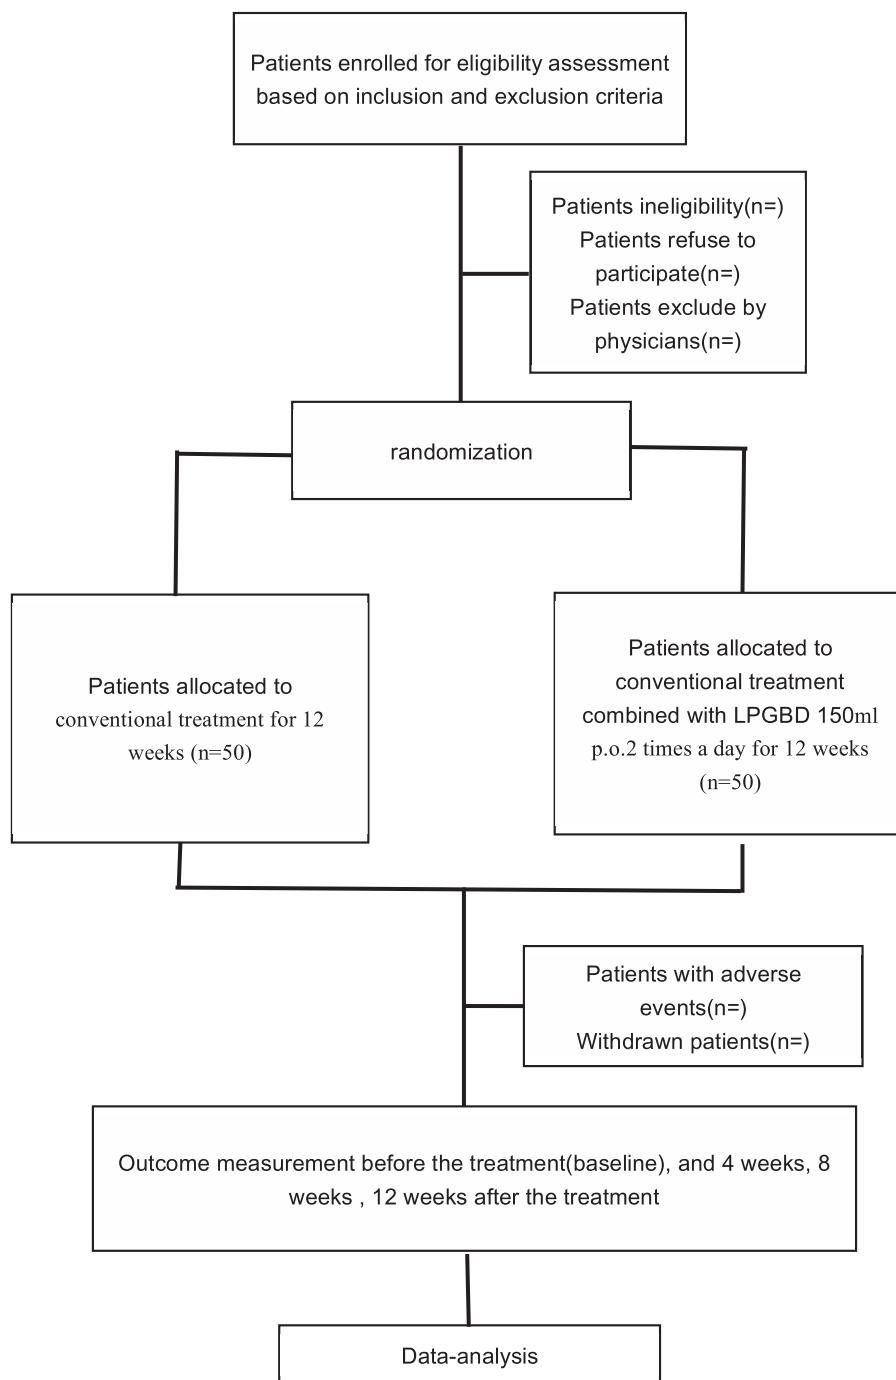 Patients enrolled for eligibility assessment
based on inclusion and exclusion criteria
Patients ineligibility(n=)
Patients refuse to
participate(n=)
Patients exclude by
physicians(n=)
randomization
Patients allocated to
conventional treatment for 12
weeks (n=50)
Patients allocated to
conventional treatment
combined with LPGBD 150ml
p.o.2 times a day for 12 weeks
(n=50)
Patients with adverse
events(n=)
Withdrawn patients(n=)
Outcome measurement before the treatment(baseline), and 4 weeks, 8
weeks , 12 weeks after the treatment
Data-analysis